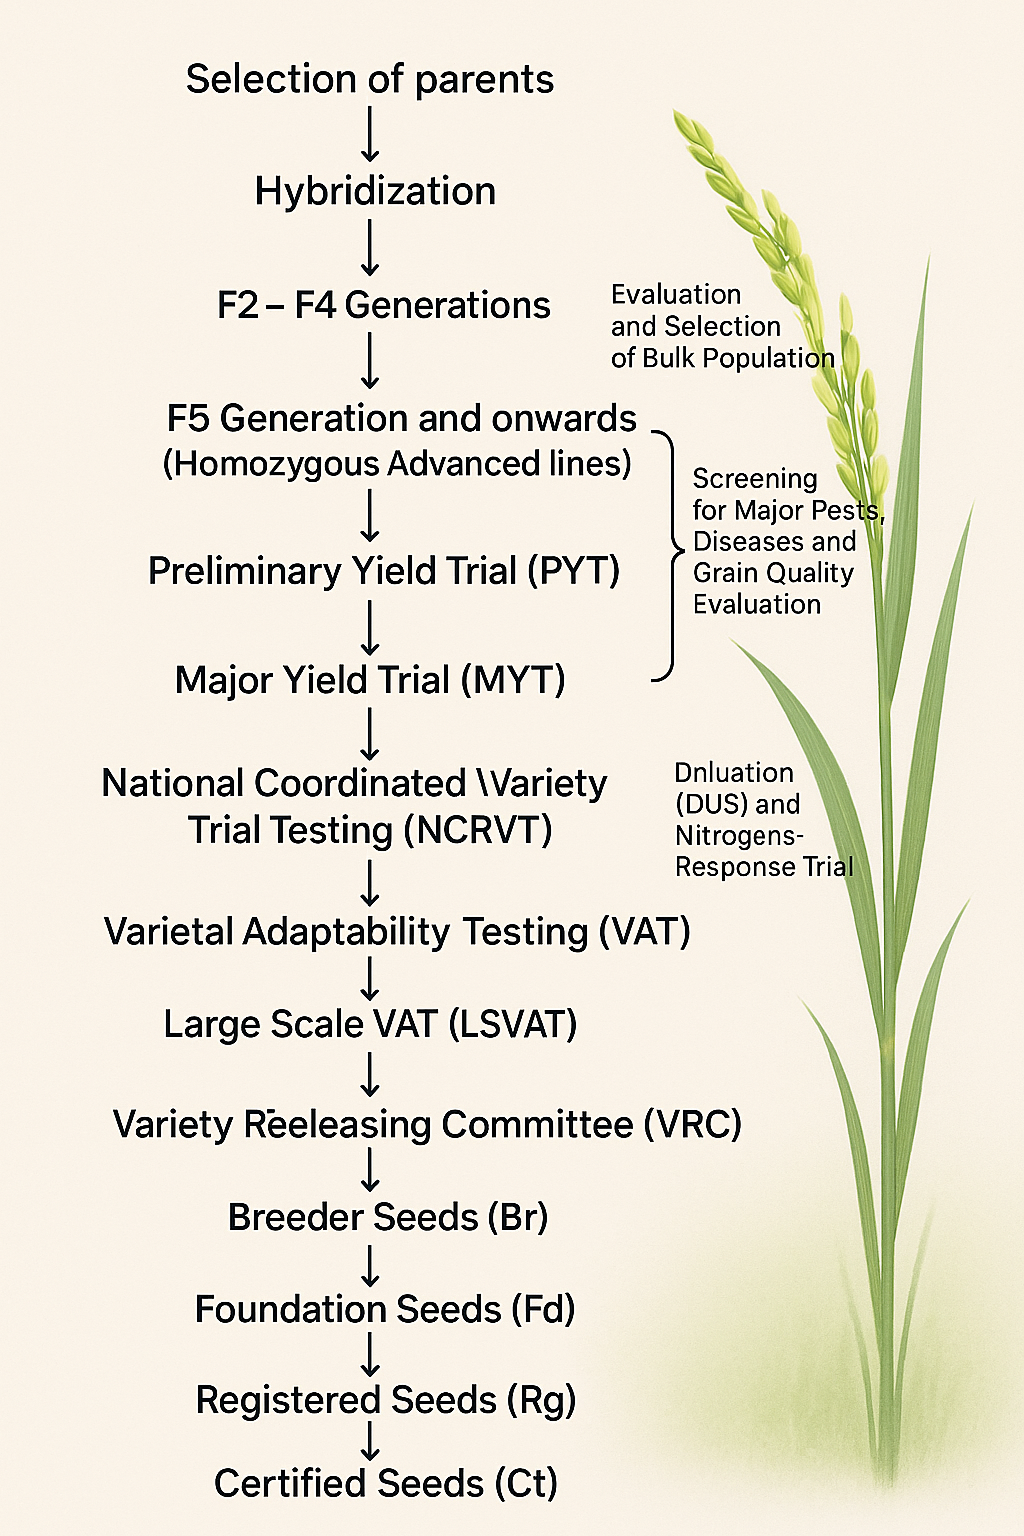 Selection of parents
Hybridization
F2 – F4 Generations
Evaluation
and Selection
of Bulk Population
F5 Generation and onwards
(Homozygous Advanced lines)
Screening
for Major Pests,
Diseases and
Grain Quality
Evaluation
Preliminary Yield Trial (PYT)
Major Yield Trial (MYT)
National Coordinated \Variety
Trial Testing (NCRVT)
Dnluation
(DUS) and
Nitrogens-
Response Trial
Varietal Adaptability Testing (VAT)
Large Scale VAT (LSVAT)
Variety Reeleasing Committee (VRC)
Breeder Seeds (Br)
Foundation Seeds (Fd)
Registered Seeds (Rg)
Certified Seeds (Ct)